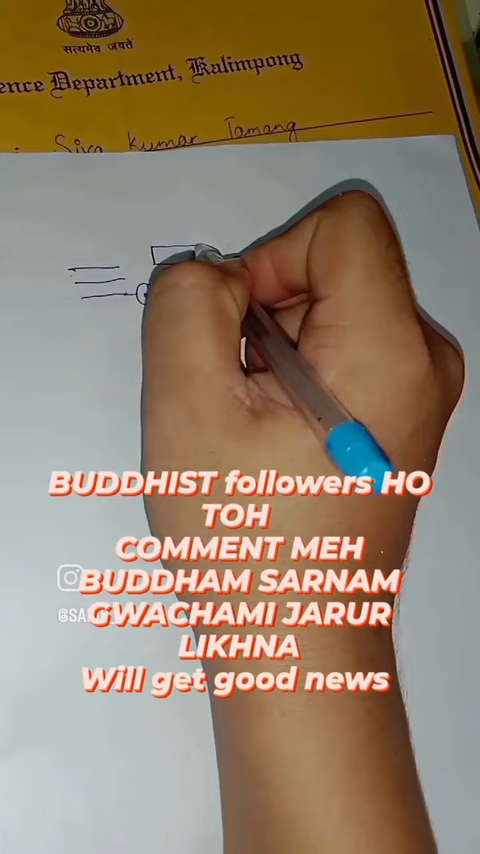 सत्यमेव जयते
ence Department, Kalimpong
Siva Kumar Tamang
BUDDHIST followers HO
TOH
COMMENT MEH
BUDDHAM SARNAM
GWACHAMI JARUR
LIKHNA
Will get good news